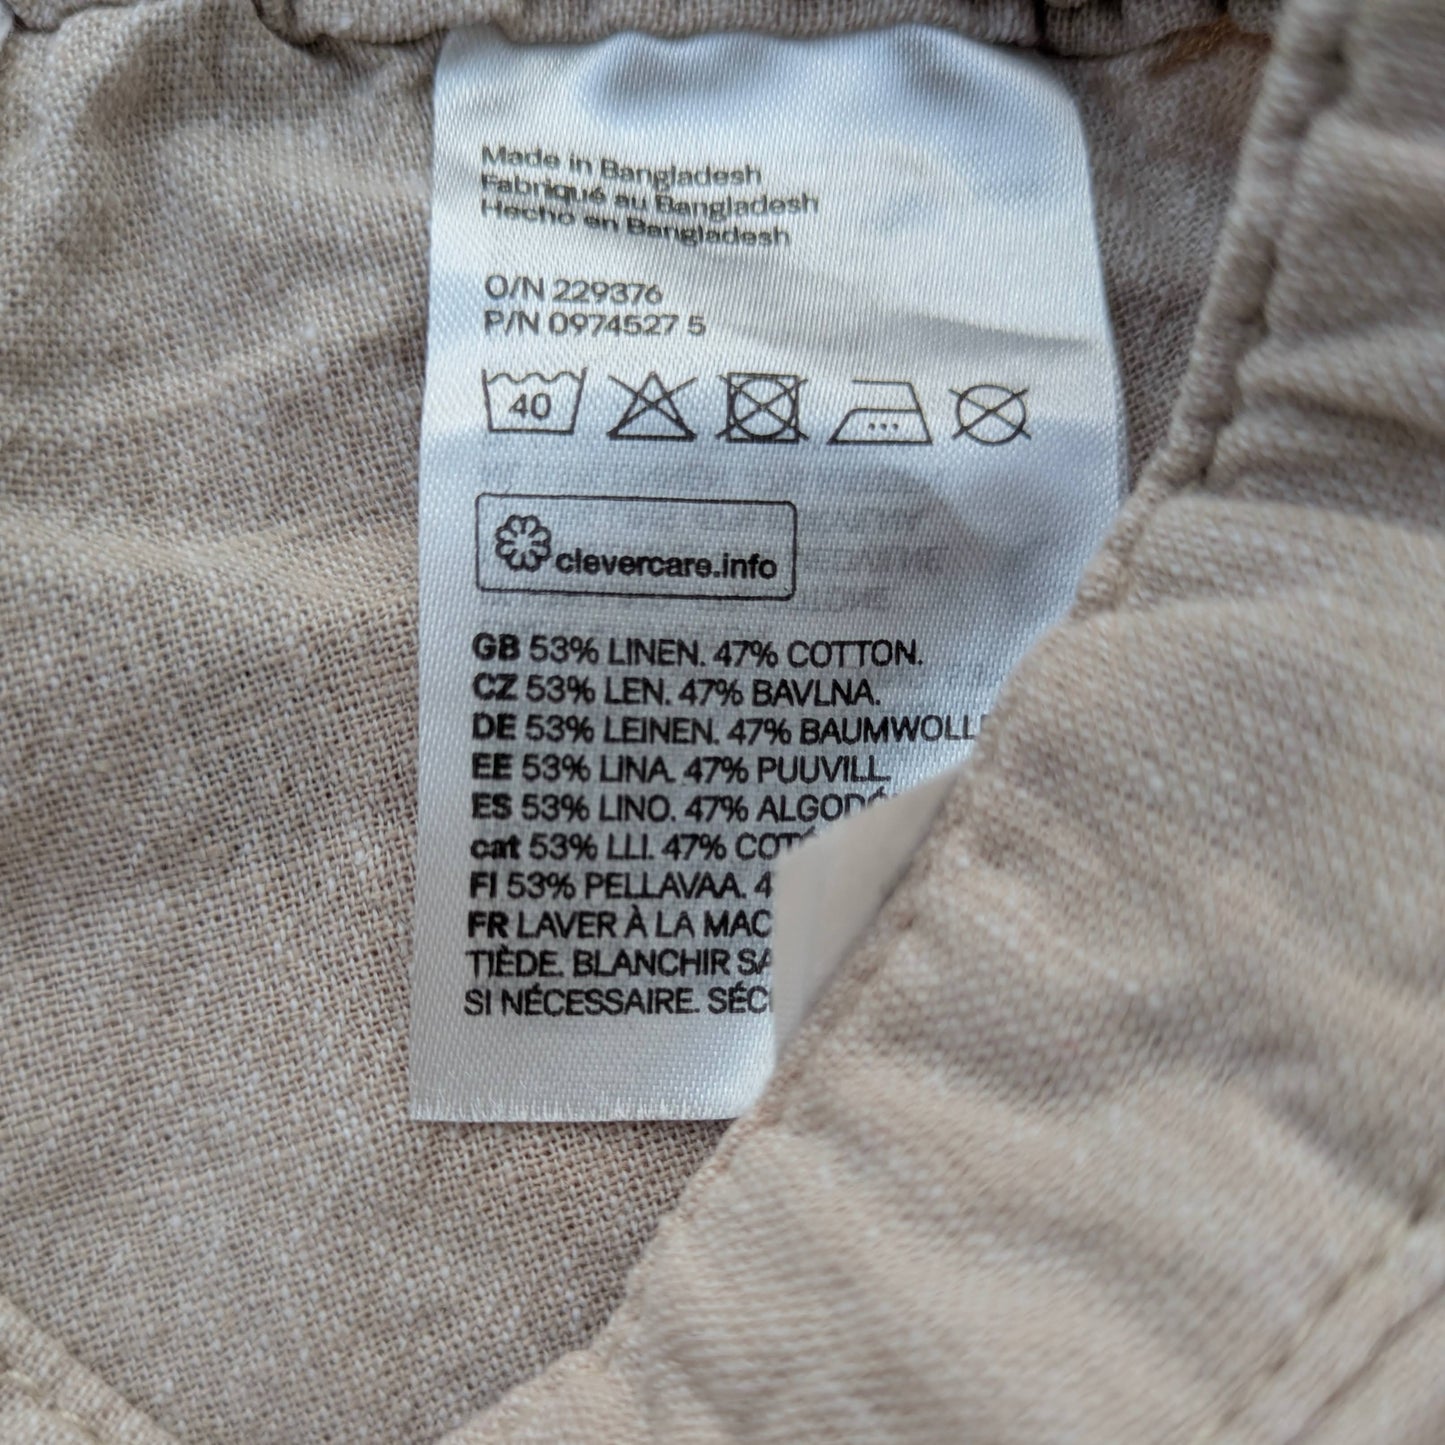 Made in Bangladesh
Fabriqué au Bangladesh
Hecho en Bangladesh
O/N 229376
P/N 0974527 5
40
clevercare.info
GB 53% LINEN. 47% COTTON.
CZ 53% LEN. 47% BAVLNA.
DE 53% LEINEN. 47% BAUMWOLL
EE 53% LINA. 47% PUUVILL.
ES 53% LINO. 47% ALGODÓ
cat 53% LLI. 47% COTÓ
FI 53% PELLAVAA. 4
FR LAVER À LA MAC
TIÈDE. BLANCHIR SA
SI NÉCESSAIRE. SÉC